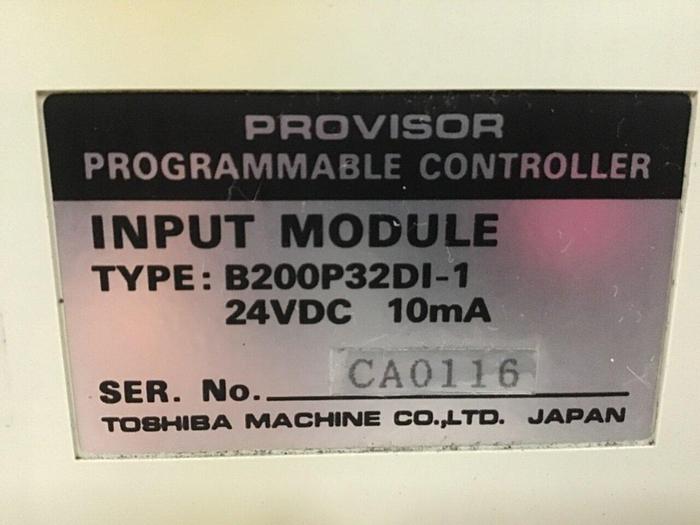 PROVISOR
PROGRAMMABLE CONTROLLER
INPUT MODULE
TYPE: B200P32DI-1
24VDC 10mA
SER. No. CA0116
TOSHIBA MACHINE CO.,LTD. JAPAN